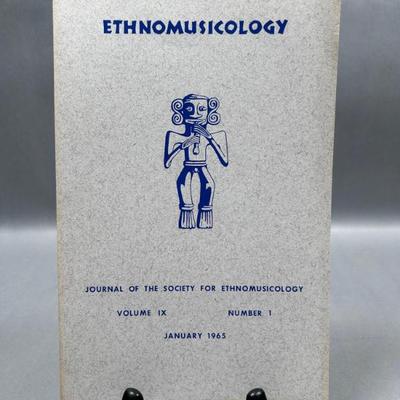 ETHNOMUSICOLOGY
JOURNAL OF THE SOCIETY FOR ETHNOMUSICOLOGY
VOLUME IX NUMBER 1
JANUARY 1965